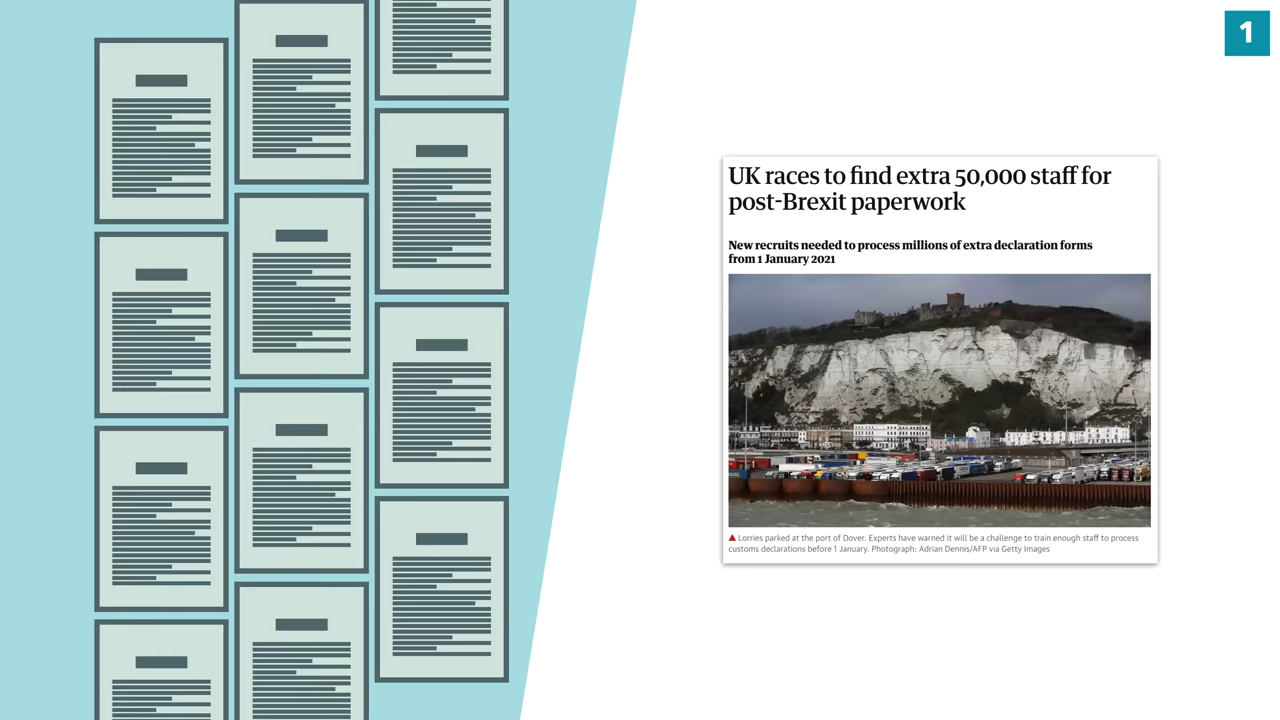 1
UK races to find extra 50,000 staff for
post-Brexit paperwork
New recruits needed to process millions of extra declaration forms
from 1 January 2021
Lorries parked at the port of Dover. Experts have warned it will be a challenge to train enough staff to process
customs declarations before 1 January. Photograph: Adrian Dennis/AFP via Getty Images